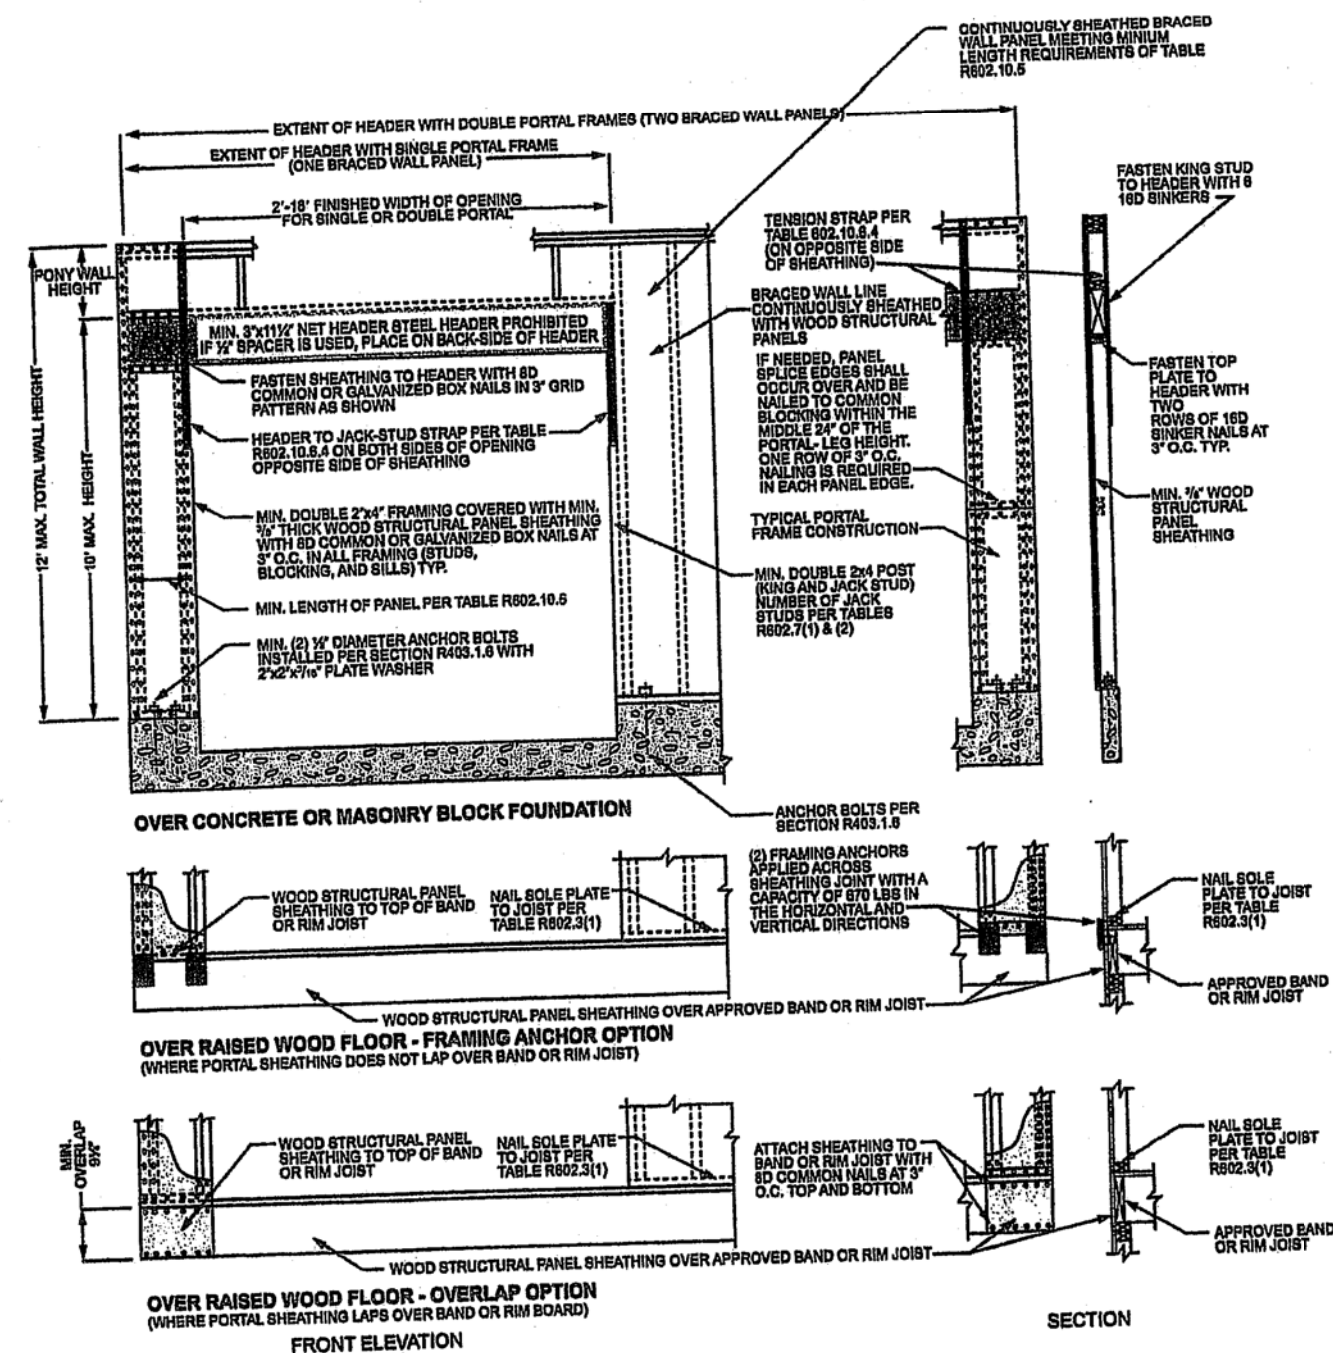 CONTINUOUSLY SHEATHED BRACED
WALL PANEL MEETING MINIUM
LENGTH REQUIREMENTS OF TABLE
R602.10.5
EXTENT OF HEADER WITH DOUBLE PORTAL FRAMES (TWO BRACED WALL PANELS)
EXTENT OF HEADER WITH SINGLE PORTAL FRAME
(ONE BRACED WALL PANEL)
2'-18' FINISHED WIDTH OF OPENING
FOR SINGLE OR DOUBLE PORTAL
FASTEN KING STUD
TO HEADER WITH 6
16D SINKERS
TENSION STRAP PER
TABLE 602.10.6.4
(ON OPPOSITE SIDE
OF SHEATHING)
PONY WALL
HEIGHT
BRACED WALL LINE
CONTINUOUSLY SHEATHED
WITH WOOD STRUCTURAL
PANELS
MIN. 3"x11¼" NET HEADER STEEL HEADER PROHIBITED
IF ½" SPACER IS USED, PLACE ON BACK-SIDE OF HEADER
FASTEN SHEATHING TO HEADER WITH 8D
COMMON OR GALVANIZED BOX NAILS IN 3" GRID
PATTERN AS SHOWN
IF NEEDED, PANEL
SPLICE EDGES SHALL
OCCUR OVER AND BE
NAILED TO COMMON
BLOCKING WITHIN THE
MIDDLE 24" OF THE
PORTAL- LEG HEIGHT.
ONE ROW OF 3" O.C.
NAILING IS REQUIRED
IN EACH PANEL EDGE.
FASTEN TOP
PLATE TO
HEADER WITH
TWO
ROWS OF 16D
SINKER NAILS AT
3" O.C. TYP.
HEADER TO JACK-STUD STRAP PER TABLE
R602.10.6.4 ON BOTH SIDES OF OPENING
OPPOSITE SIDE OF SHEATHING
12' MAX. TOTAL WALL HEIGHT
10' MAX. HEIGHT
MIN. DOUBLE 2"x4" FRAMING COVERED WITH MIN.
⅜" THICK WOOD STRUCTURAL PANEL SHEATHING
WITH 8D COMMON OR GALVANIZED BOX NAILS AT
3" O.C. IN ALL FRAMING (STUDS,
BLOCKING, AND SILLS) TYP.
MIN. ⅜" WOOD
STRUCTURAL
PANEL
SHEATHING
TYPICAL PORTAL
FRAME CONSTRUCTION
MIN. DOUBLE 2x4 POST
(KING AND JACK STUD)
NUMBER OF JACK
STUDS PER TABLES
R602.7(1) & (2)
MIN. LENGTH OF PANEL PER TABLE R602.10.5
MIN. (2) ½" DIAMETER ANCHOR BOLTS
INSTALLED PER SECTION R403.1.6 WITH
2"x2"x³⁄₁₆" PLATE WASHER
OVER CONCRETE OR MASONRY BLOCK FOUNDATION
ANCHOR BOLTS PER
SECTION R403.1.6
WOOD STRUCTURAL PANEL
SHEATHING TO TOP OF BAND
OR RIM JOIST
NAIL SOLE PLATE
TO JOIST PER
TABLE R602.3(1)
(2) FRAMING ANCHORS
APPLIED ACROSS
SHEATHING JOINT WITH A
CAPACITY OF 670 LBS IN
THE HORIZONTAL AND
VERTICAL DIRECTIONS
NAIL SOLE
PLATE TO JOIST
PER TABLE
R602.3(1)
APPROVED BAND
OR RIM JOIST
WOOD STRUCTURAL PANEL SHEATHING OVER APPROVED BAND OR RIM JOIST
OVER RAISED WOOD FLOOR - FRAMING ANCHOR OPTION
(WHERE PORTAL SHEATHING DOES NOT LAP OVER BAND OR RIM JOIST)
MIN.
OVERLAP
9¼"
WOOD STRUCTURAL PANEL
SHEATHING TO TOP OF BAND
OR RIM JOIST
NAIL SOLE PLATE
TO JOIST PER
TABLE R602.3(1)
ATTACH SHEATHING TO
BAND OR RIM JOIST WITH
8D COMMON NAILS AT 3"
O.C. TOP AND BOTTOM
NAIL SOLE
PLATE TO JOIST
PER TABLE
R602.3(1)
APPROVED BAND
OR RIM JOIST
WOOD STRUCTURAL PANEL SHEATHING OVER APPROVED BAND OR RIM JOIST
OVER RAISED WOOD FLOOR - OVERLAP OPTION
(WHERE PORTAL SHEATHING LAPS OVER BAND OR RIM BOARD)
FRONT ELEVATION
SECTION